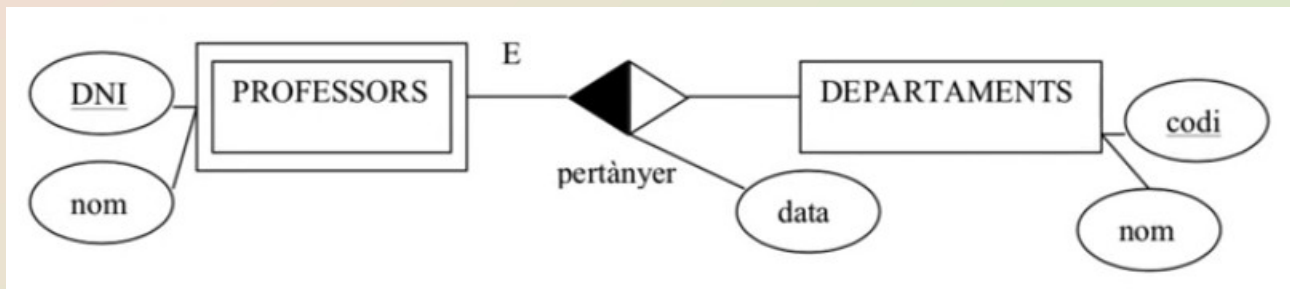 E
DNI
PROFESSORS
DEPARTAMENTS
codi
pertànyer
nom
data
nom